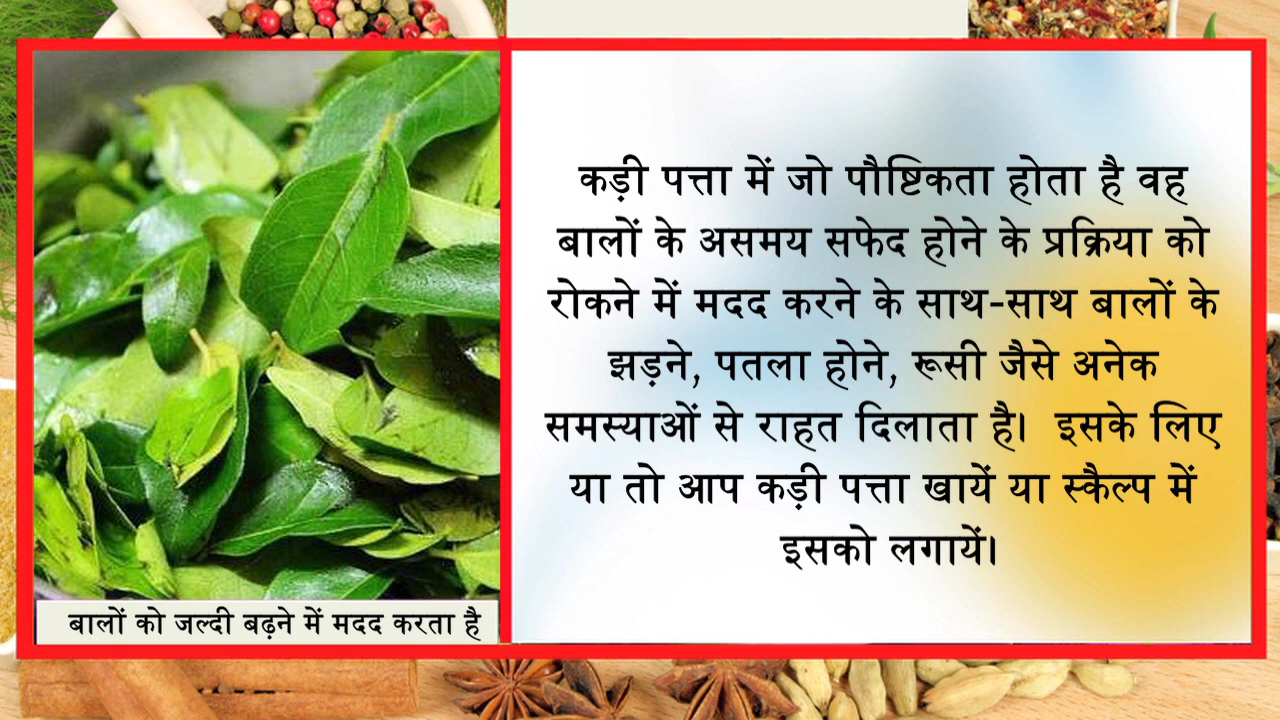 कड़ी पत्ता में जो पौष्टिकता होता है वह
बालों के असमय सफेद होने के प्रक्रिया को
रोकने में मदद करने के साथ-साथ बालों के
झड़ने, पतला होने, रूसी जैसे अनेक
समस्याओं से राहत दिलाता है।  इसके लिए
या तो आप कड़ी पत्ता खायें या स्कैल्प में
इसको लगायें।
बालों को जल्दी बढ़ने में मदद करता है